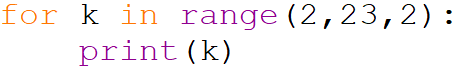 for k in range(2,23,2):
    print(k)